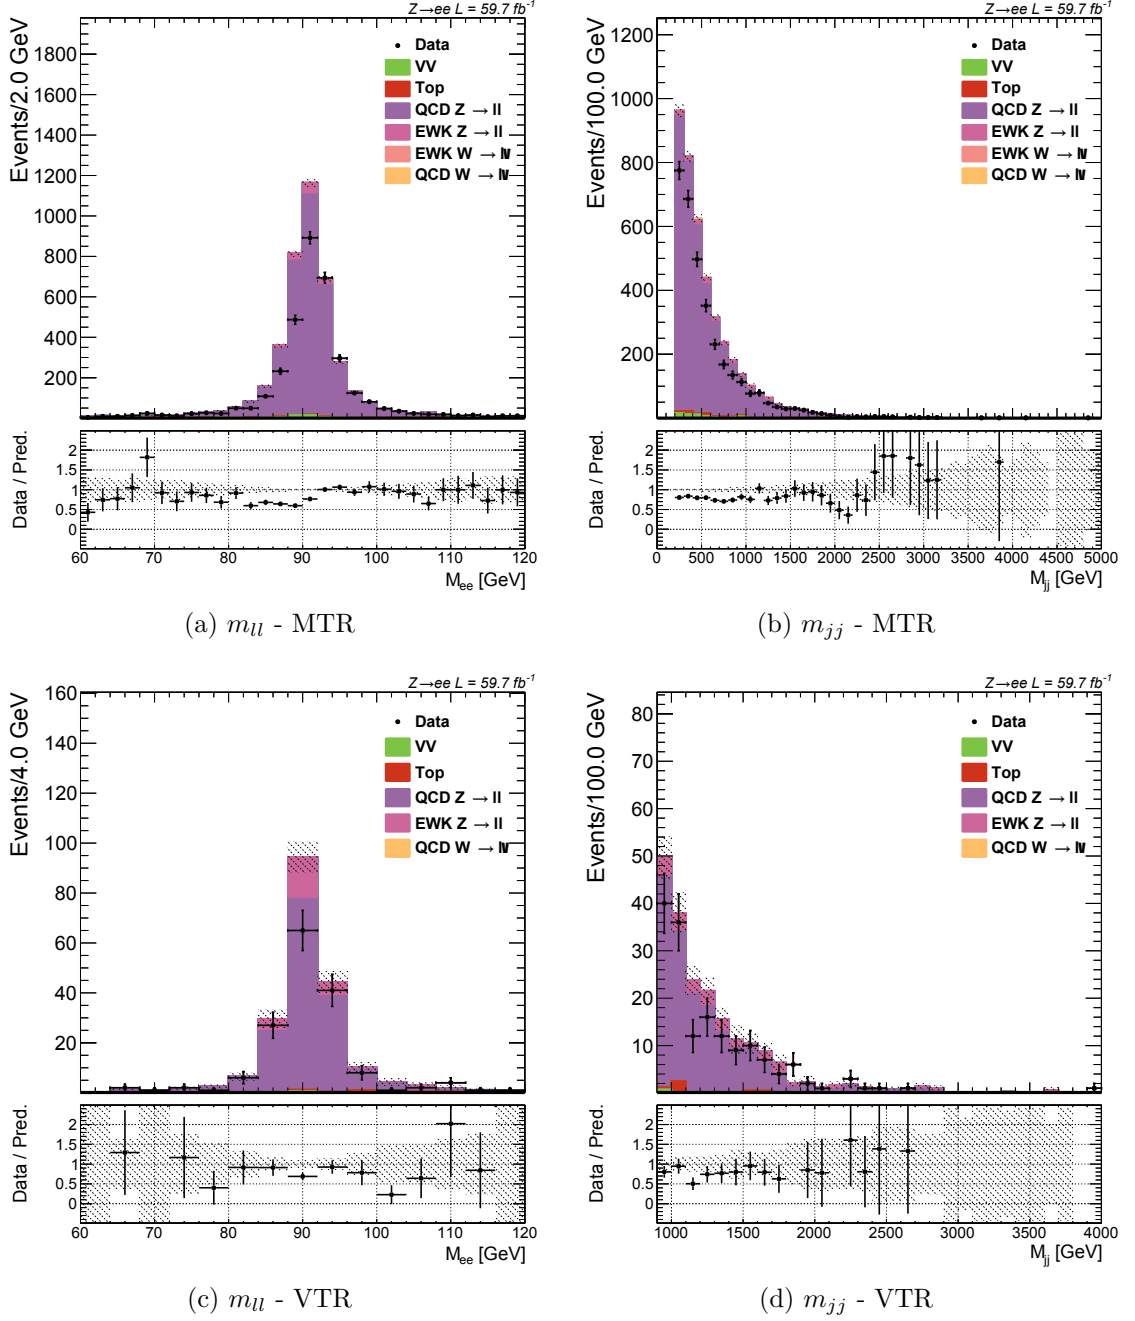 Z→ee L = 59.7 fb⁻¹
Events/2.0 GeV
1800
1600
1400
1200
1000
800
600
400
200
Data
VV
Top
QCD Z → ll
EWK Z → ll
EWK W → lν
QCD W → lν
Data / Pred.
2
1.5
1
0.5
0
60 70 80 90 100 110 120
M_ee [GeV]
(a) m_ll - MTR
Z→ee L = 59.7 fb⁻¹
Events/100.0 GeV
1200
1000
800
600
400
200
Data
VV
Top
QCD Z → ll
EWK Z → ll
EWK W → lν
QCD W → lν
Data / Pred.
2
1.5
1
0.5
0
0 500 1000 1500 2000 2500 3000 3500 4000 4500 5000
M_jj [GeV]
(b) m_jj - MTR
Z→ee L = 59.7 fb⁻¹
Events/4.0 GeV
160
140
120
100
80
60
40
20
Data
VV
Top
QCD Z → ll
EWK Z → ll
QCD W → lν
Data / Pred.
2
1.5
1
0.5
0
60 70 80 90 100 110 120
M_ee [GeV]
(c) m_ll - VTR
Z→ee L = 59.7 fb⁻¹
Events/100.0 GeV
80
70
60
50
40
30
20
10
Data
VV
Top
QCD Z → ll
EWK Z → ll
QCD W → lν
Data / Pred.
2
1.5
1
0.5
0
1000 1500 2000 2500 3000 3500 4000
M_jj [GeV]
(d) m_jj - VTR